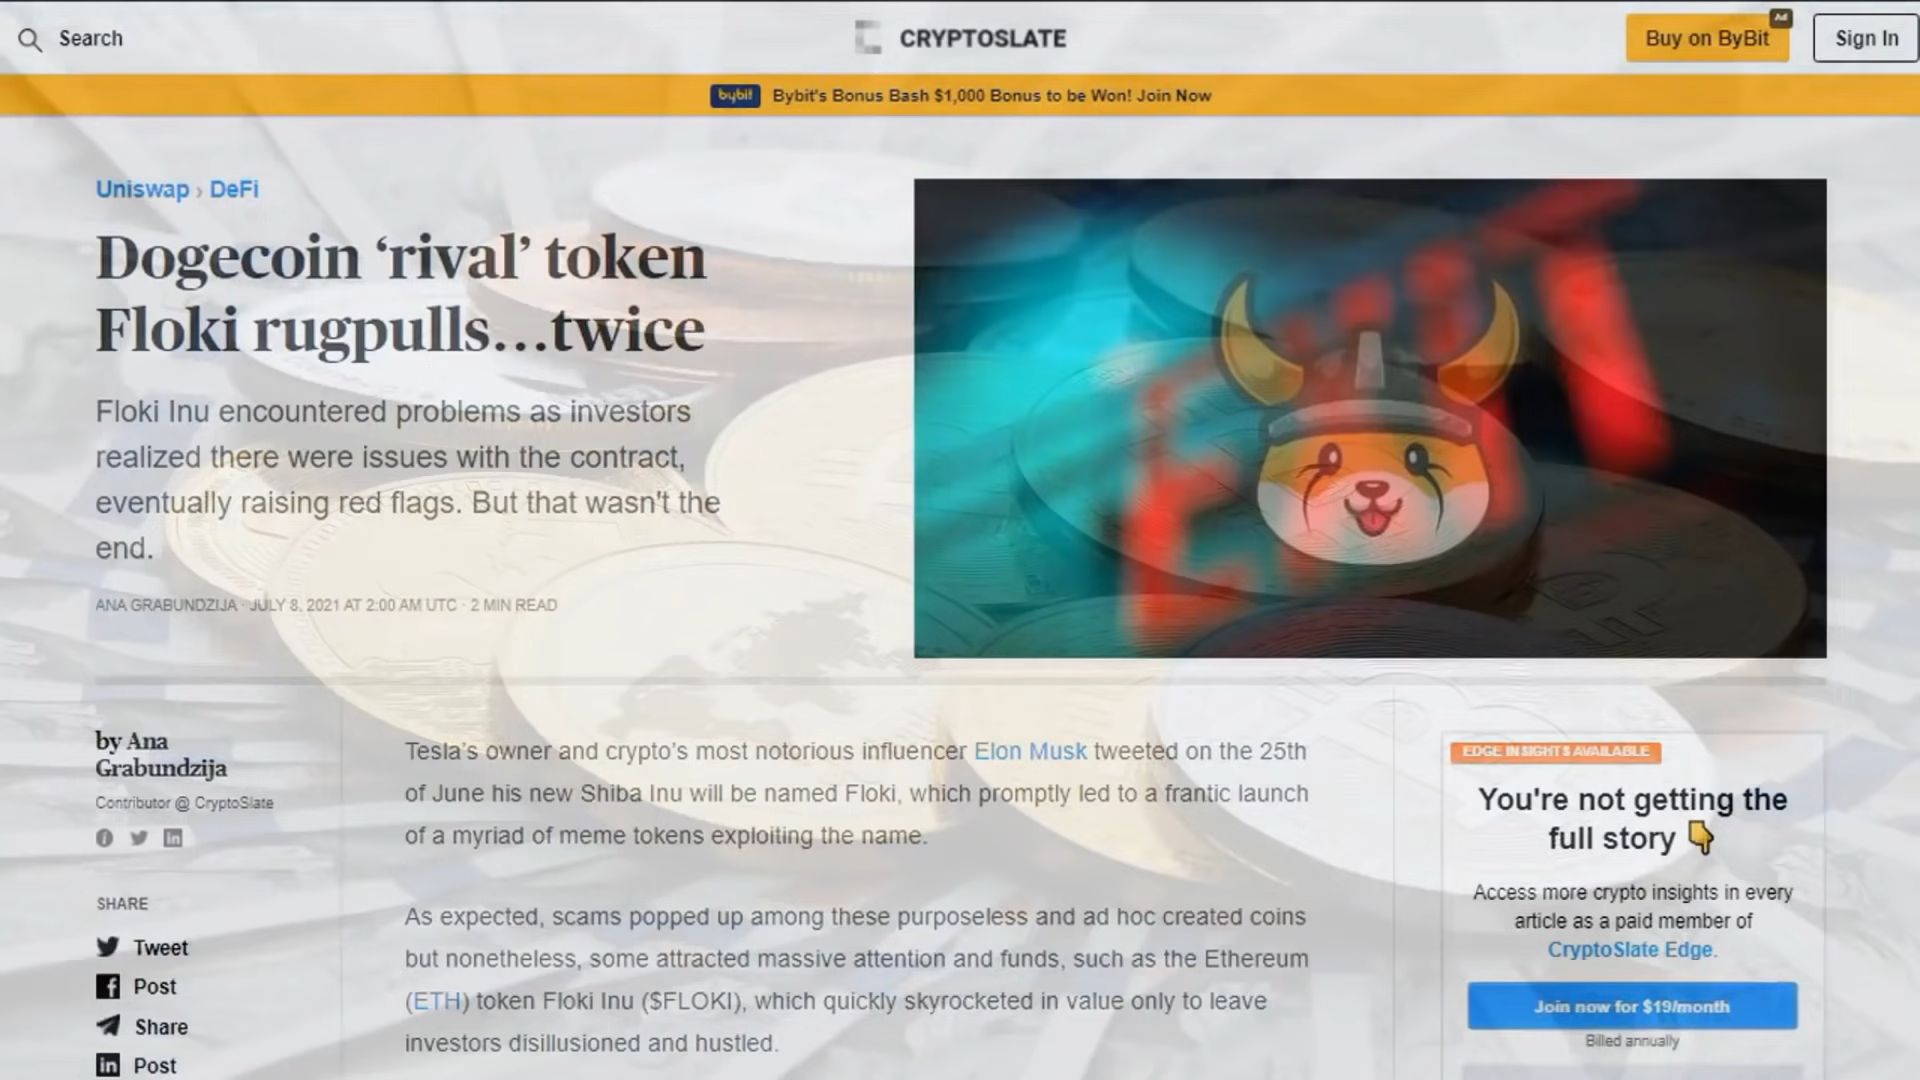 Search
CRYPTOSLATE
Buy on ByBit
Ad
Sign In
bybit Bybit's Bonus Bash $1,000 Bonus to be Won! Join Now
Uniswap › DeFi
Dogecoin ‘rival’ token
Floki rugpulls…twice
Floki Inu encountered problems as investors
realized there were issues with the contract,
eventually raising red flags. But that wasn't the
end.
ANA GRABUNDZIJA · JULY 8, 2021 AT 2:00 AM UTC · 2 MIN READ
by Ana
Grabundzija
Contributor @ CryptoSlate
SHARE
Tweet
Post
Share
Post
Tesla’s owner and crypto’s most notorious influencer Elon Musk tweeted on the 25th
of June his new Shiba Inu will be named Floki, which promptly led to a frantic launch
of a myriad of meme tokens exploiting the name.
As expected, scams popped up among these purposeless and ad hoc created coins
but nonetheless, some attracted massive attention and funds, such as the Ethereum
(ETH) token Floki Inu ($FLOKI), which quickly skyrocketed in value only to leave
investors disillusioned and hustled.
EDGE INSIGHTS AVAILABLE
You're not getting the
full story 👇
Access more crypto insights in every
article as a paid member of
CryptoSlate Edge.
Join now for $19/month
Billed annually